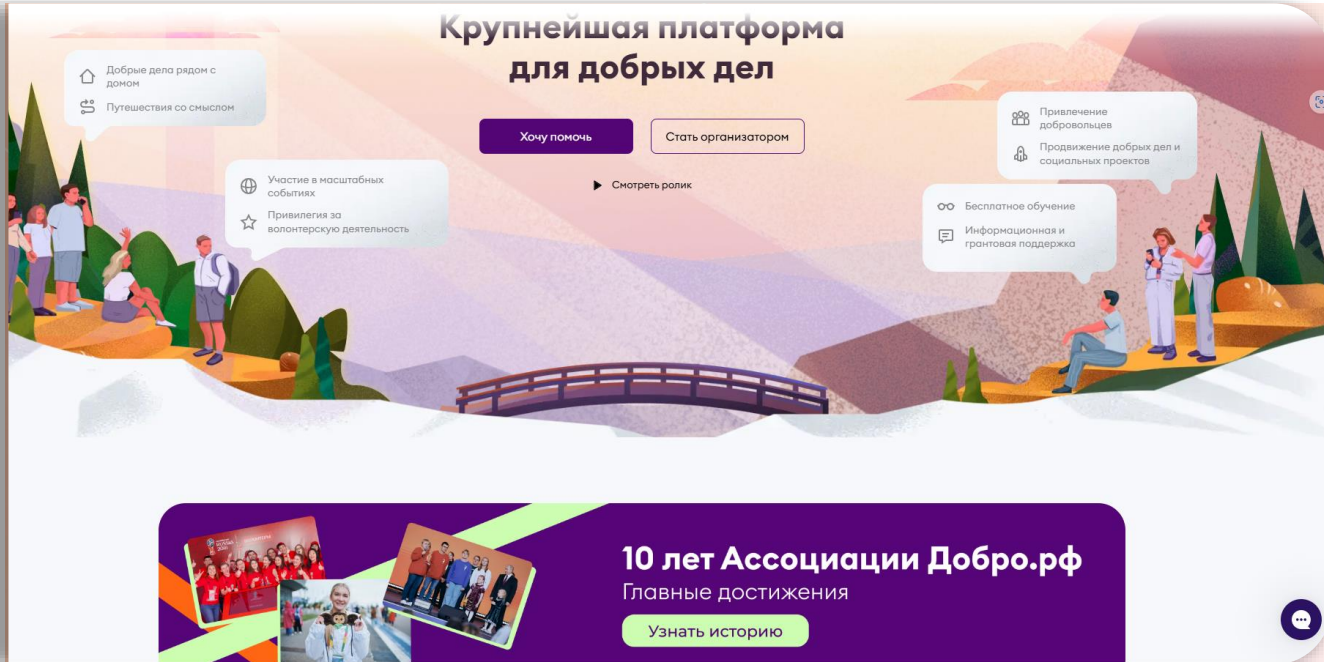 Крупнейшая платформа
для добрых дел
Добрые дела рядом с
домом
Путешествия со смыслом
Участие в масштабных
событиях
Привилегия за
волонтерскую деятельность
Хочу помочь
Стать организатором
Смотреть ролик
Привлечение
добровольцев
Продвижение добрых дел и
социальных проектов
Бесплатное обучение
Информационная и
грантовая поддержка
10 лет Ассоциации Добро.рф
Главные достижения
Узнать историю